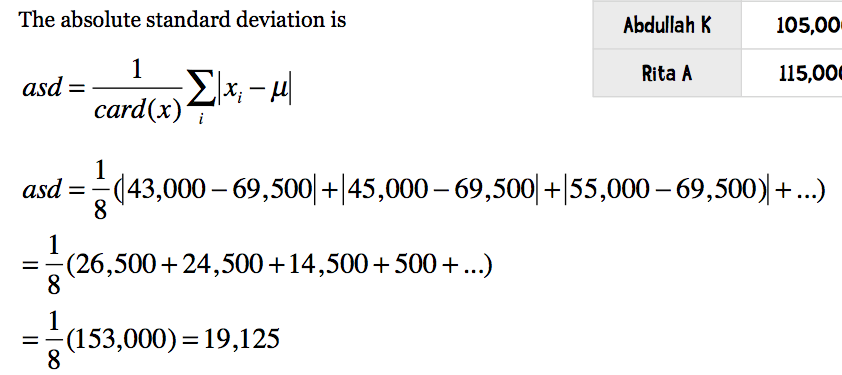 The absolute standard deviation is
asd = 1/card(x) ∑i |xi − μ|
asd = 1/8 (|43,000 − 69,500| + |45,000 − 69,500| + |55,000 − 69,500)| + ...)
= 1/8 (26,500 + 24,500 + 14,500 + 500 + ...)
= 1/8 (153,000) = 19,125
Abdullah K 105,00
Rita A 115,00